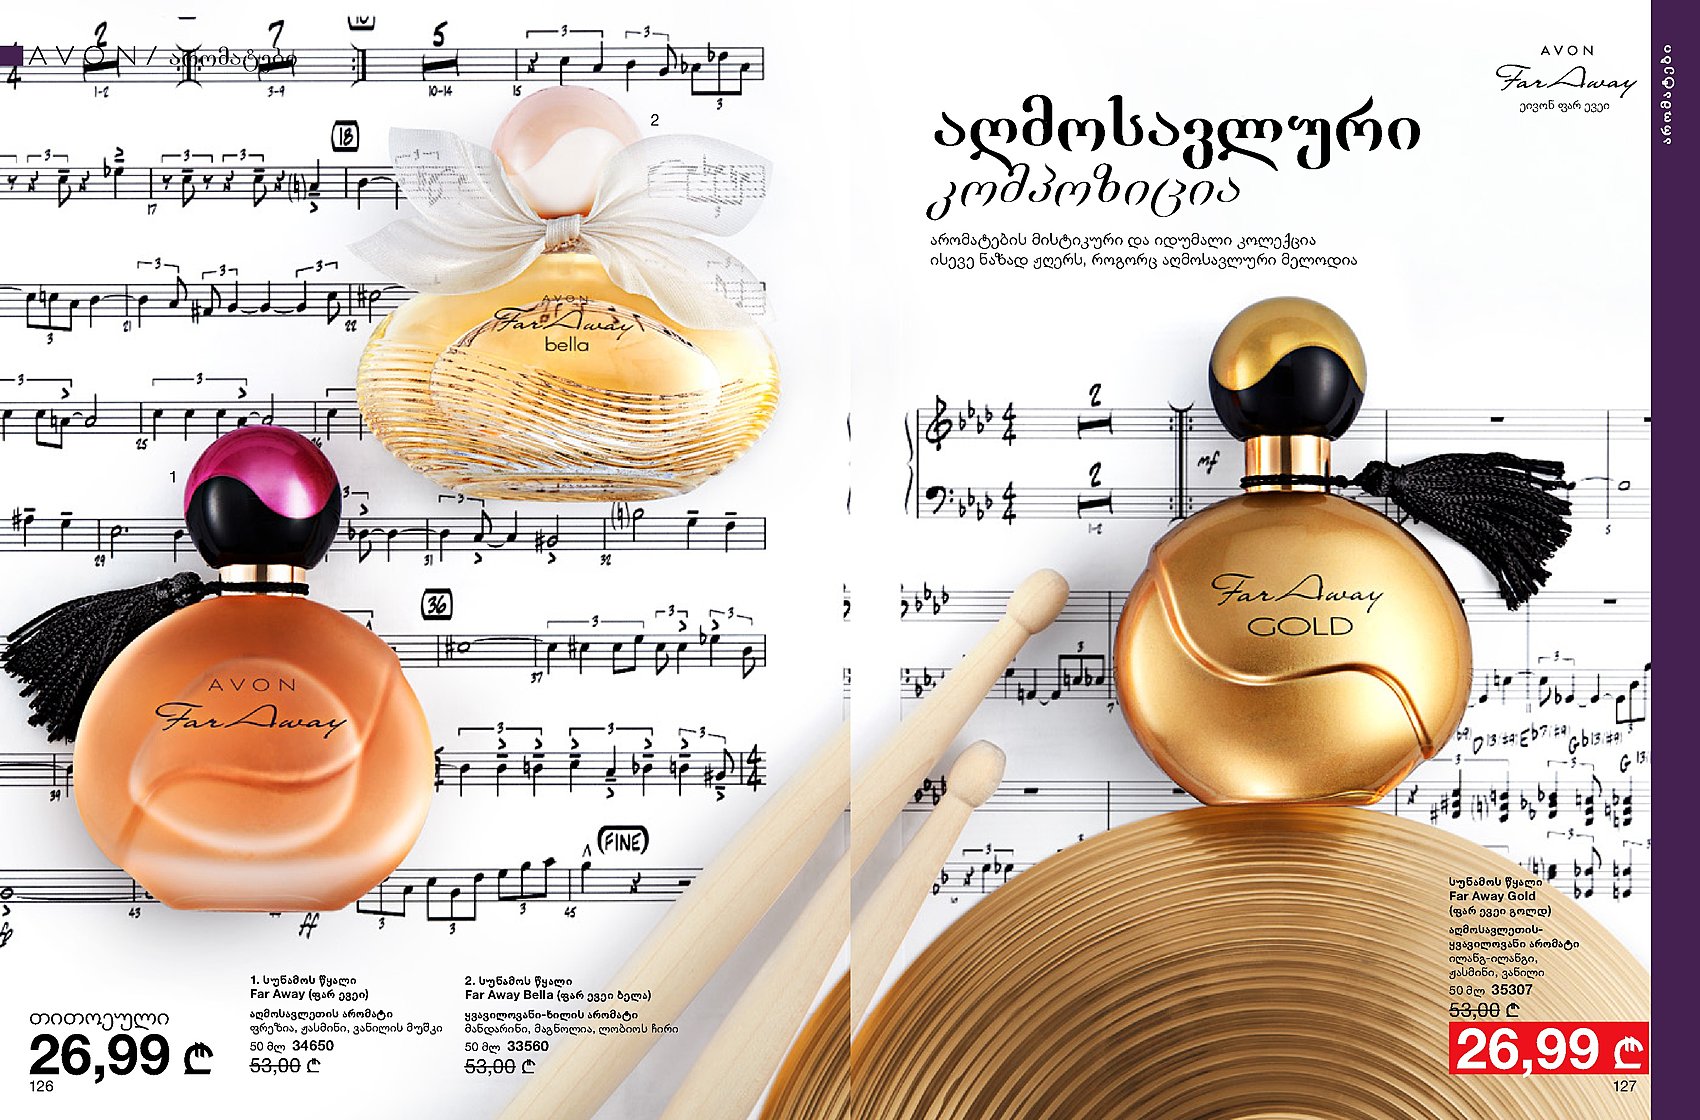 AVON/ არომატები
2
AVON
Far Away
bella
1
AVON
Far Away
18
36
(FINE)
ff
თითოეული
26,99 ₾
126
1. სუნამოს წყალი
Far Away (ფარ ევეი)
აღმოსავლეთის არომატი
ფრეზია, ჟასმინი, ვანილის მუშკი
50 მლ 34650
53,00 ₾
2. სუნამოს წყალი
Far Away Bella (ფარ ევეი ბელა)
ყვავილოვანი-ხილის არომატი
მანდარინი, მაგნოლია, ლობიოს ჩირი
50 მლ 33560
53,00 ₾
AVON
Far Away
ეივონ ფარ ევეი
არომატები
აღმოსავლური
კომპოზიცია
არომატების მისტიკური და იდუმალი კოლექცია
ისევე ნაზად ჟღერს, როგორც აღმოსავლური მელოდია
mf
Far Away
GOLD
სუნამოს წყალი
Far Away Gold
(ფარ ევეი გოლდ)
აღმოსავლეთის-
ყვავილოვანი არომატი
ილანგ-ილანგი,
ჟასმინი, ვანილი
50 მლ 35307
53,00 ₾
26,99 ₾
127